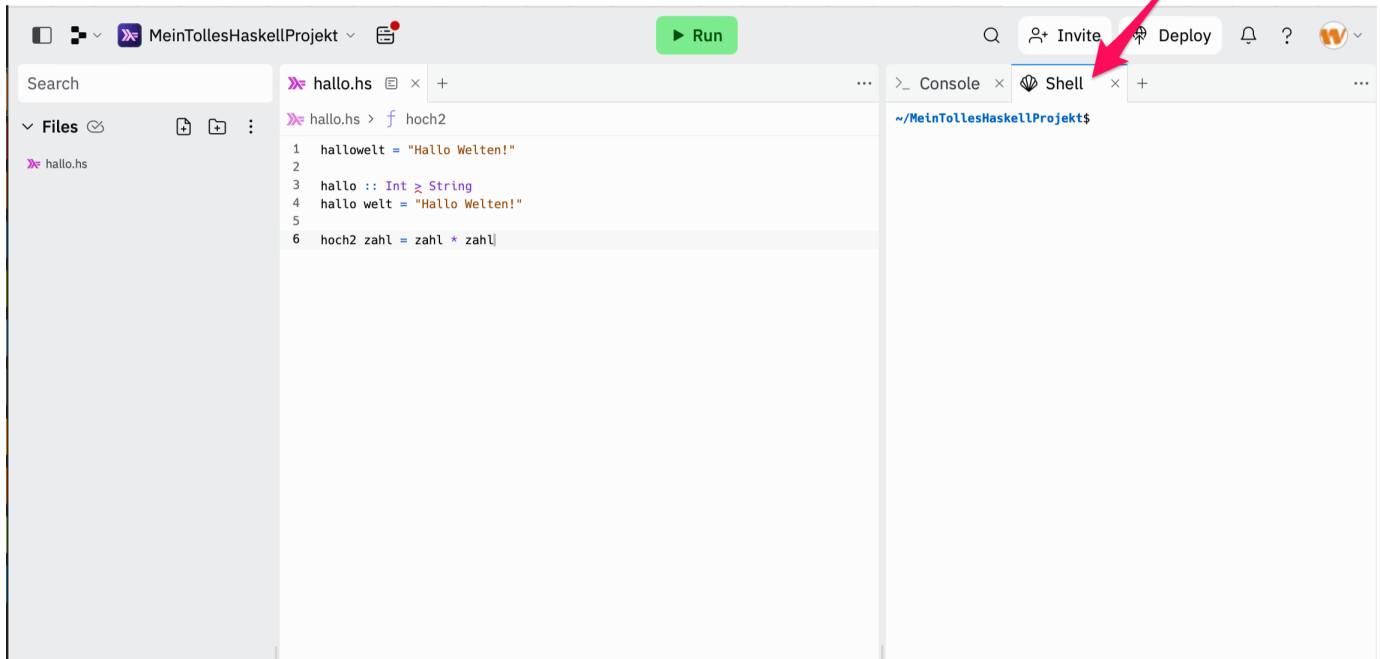 MeinTollesHaskellProjekt
Run
Invite
Deploy
Search
Files
hallo.hs
hallo.hs
hallo.hs > ƒ hoch2
1 hallowelt = "Hallo Welten!"
2
3 hallo :: Int > String
4 hallo welt = "Hallo Welten!"
5
6 hoch2 zahl = zahl * zahl
>_ Console
Shell
~/MeinTollesHaskellProjekt$